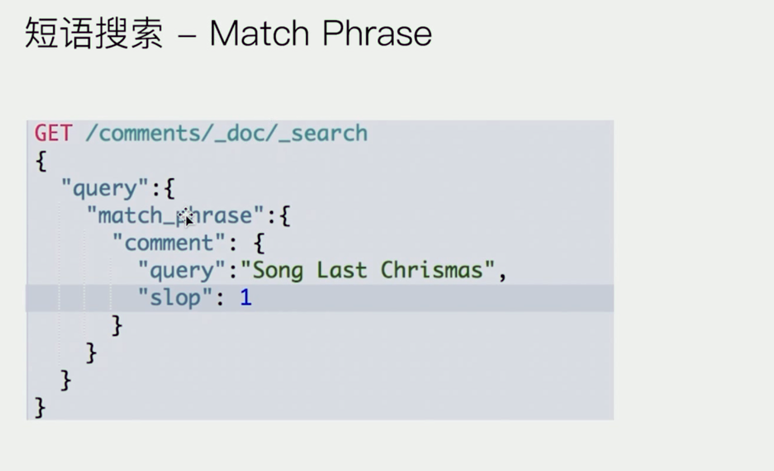 短语搜索 – Match Phrase
GET /comments/_doc/_search
{
"query":{
"match_phrase":{
"comment": {
"query":"Song Last Chrismas",
"slop": 1
}
}
}
}